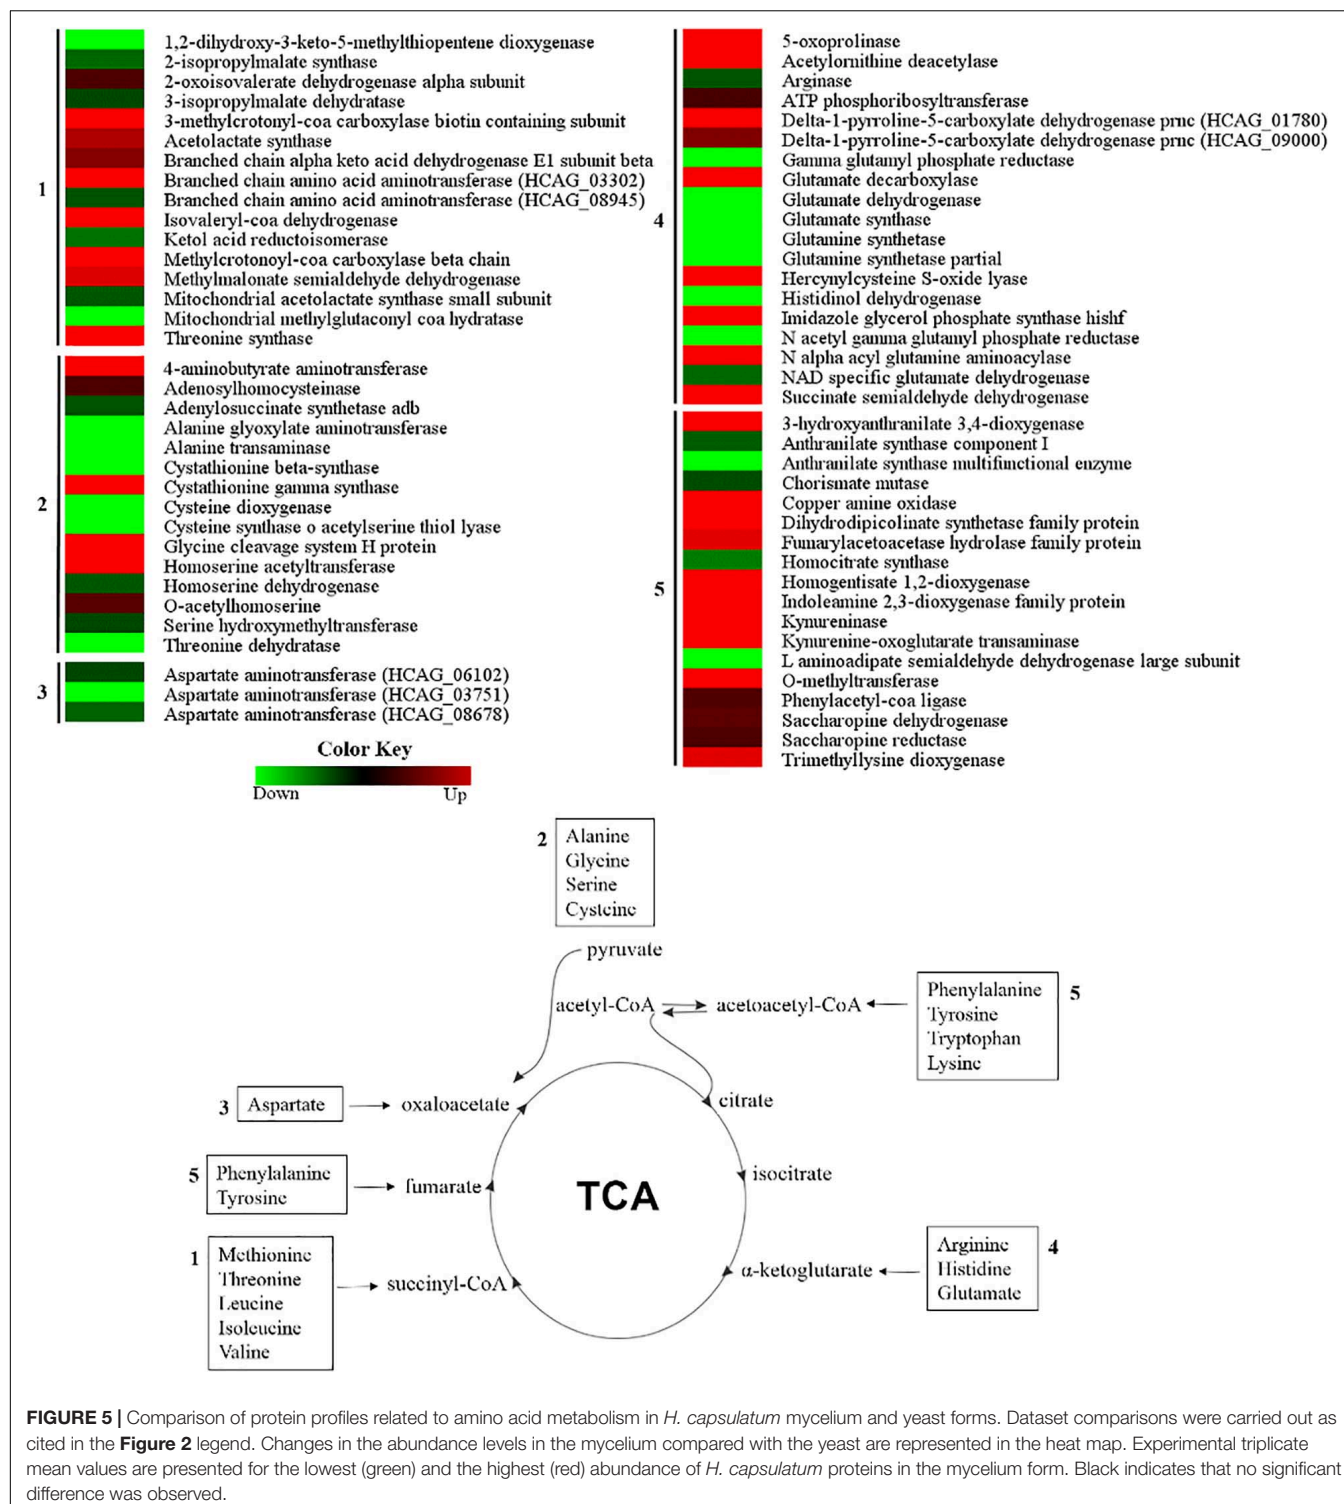 1
1,2-dihydroxy-3-keto-5-methylthiopentene dioxygenase
2-isopropylmalate synthase
2-oxoisovalerate dehydrogenase alpha subunit
3-isopropylmalate dehydratase
3-methylcrotonyl-coa carboxylase biotin containing subunit
Acetolactate synthase
Branched chain alpha keto acid dehydrogenase E1 subunit beta
Branched chain amino acid aminotransferase (HCAG_03302)
Branched chain amino acid aminotransferase (HCAG_08945)
Isovaleryl-coa dehydrogenase
Ketol acid reductoisomerase
Methylcrotonoyl-coa carboxylase beta chain
Methylmalonate semialdehyde dehydrogenase
Mitochondrial acetolactate synthase small subunit
Mitochondrial methylglutaconyl coa hydratase
Threonine synthase
2
4-aminobutyrate aminotransferase
Adenosylhomocysteinase
Adenylosuccinate synthetase adb
Alanine glyoxylate aminotransferase
Alanine transaminase
Cystathionine beta-synthase
Cystathionine gamma synthase
Cysteine dioxygenase
Cysteine synthase o acetylserine thiol lyase
Glycine cleavage system H protein
Homoserine acetyltransferase
Homoserine dehydrogenase
O-acetylhomoserine
Serine hydroxymethyltransferase
Threonine dehydratase
3
Aspartate aminotransferase (HCAG_06102)
Aspartate aminotransferase (HCAG_03751)
Aspartate aminotransferase (HCAG_08678)
Color Key
Down Up
4
5-oxoprolinase
Acetylornithine deacetylase
Arginase
ATP phosphoribosyltransferase
Delta-1-pyrroline-5-carboxylate dehydrogenase prnc (HCAG_01780)
Delta-1-pyrroline-5-carboxylate dehydrogenase prnc (HCAG_09000)
Gamma glutamyl phosphate reductase
Glutamate decarboxylase
Glutamate dehydrogenase
Glutamate synthase
Glutamine synthetase
Glutamine synthetase partial
Hercynylcysteine S-oxide lyase
Histidinol dehydrogenase
Imidazole glycerol phosphate synthase hishf
N acetyl gamma glutamyl phosphate reductase
N alpha acyl glutamine aminoacylase
NAD specific glutamate dehydrogenase
Succinate semialdehyde dehydrogenase
5
3-hydroxyanthranilate 3,4-dioxygenase
Anthranilate synthase component I
Anthranilate synthase multifunctional enzyme
Chorismate mutase
Copper amine oxidase
Dihydrodipicolinate synthetase family protein
Fumarylacetoacetase hydrolase family protein
Homocitrate synthase
Homogentisate 1,2-dioxygenase
Indoleamine 2,3-dioxygenase family protein
Kynureninase
Kynurenine-oxoglutarate transaminase
L aminoadipate semialdehyde dehydrogenase large subunit
O-methyltransferase
Phenylacetyl-coa ligase
Saccharopine dehydrogenase
Saccharopine reductase
Trimethyllysine dioxygenase
2
Alanine
Glycine
Serine
Cysteine
pyruvate
acetyl-CoA
acetoacetyl-CoA
Phenylalanine
Tyrosine
Tryptophan
Lysine
5
3
Aspartate
oxaloacetate
citrate
5
Phenylalanine
Tyrosine
fumarate
TCA
isocitrate
1
Methionine
Threonine
Leucine
Isoleucine
Valine
succinyl-CoA
α-ketoglutarate
Arginine
Histidine
Glutamate
4
FIGURE 5 | Comparison of protein profiles related to amino acid metabolism in H. capsulatum mycelium and yeast forms. Dataset comparisons were carried out as
cited in the Figure 2 legend. Changes in the abundance levels in the mycelium compared with the yeast are represented in the heat map. Experimental triplicate
mean values are presented for the lowest (green) and the highest (red) abundance of H. capsulatum proteins in the mycelium form. Black indicates that no significant
difference was observed.